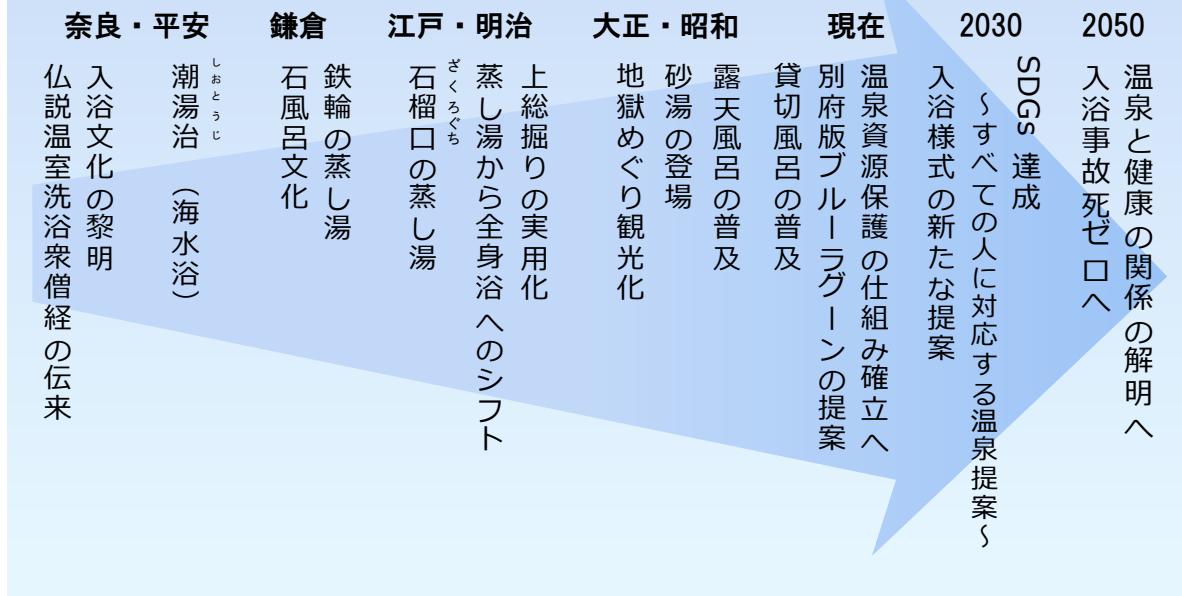 奈良・平安
仏説温室洗浴衆僧経の伝来
入浴文化の黎明
潮湯治（海水浴）
しおとうじ
鎌倉
石風呂文化
鉄輪の蒸し湯
江戸・明治
石榴口の蒸し湯
ざくろぐち
蒸し湯から全身浴へのシフト
上総掘りの実用化
大正・昭和
地獄めぐり観光化
砂湯の登場
露天風呂の普及
現在
貸切風呂の普及
別府版ブルーラグーンの提案
温泉資源保護の仕組み確立へ
2030
入浴様式の新たな提案
～すべての人に対応する温泉提案～
SDGs 達成
2050
入浴事故死ゼロへ
温泉と健康の関係の解明へ